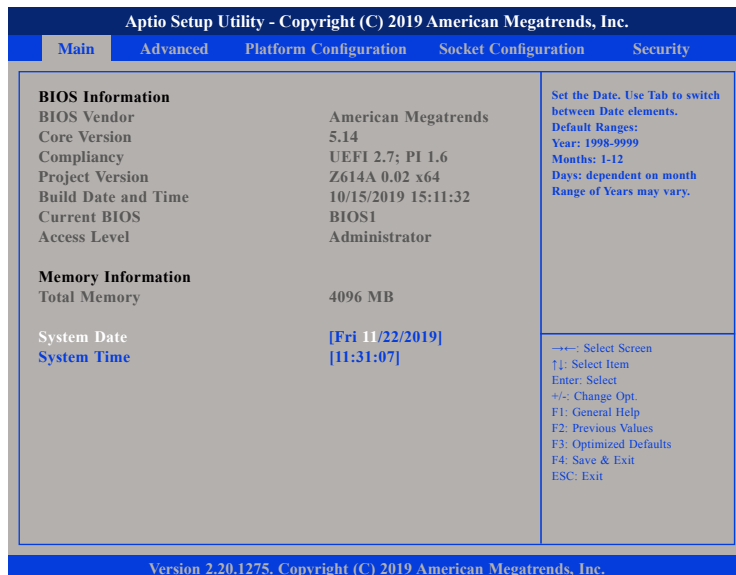 Aptio Setup Utility - Copyright (C) 2019 American Megatrends, Inc.
Main Advanced Platform Configuration Socket Configuration Security
BIOS Information
BIOS Vendor American Megatrends
Core Version 5.14
Compliancy UEFI 2.7; PI 1.6
Project Version Z614A 0.02 x64
Build Date and Time 10/15/2019 15:11:32
Current BIOS BIOS1
Access Level Administrator
Memory Information
Total Memory 4096 MB
System Date [Fri 11/22/2019]
System Time [11:31:07]
Set the Date. Use Tab to switch
between Date elements.
Default Ranges:
Year: 1998-9999
Months: 1-12
Days: dependent on month
Range of Years may vary.
→←: Select Screen
↑↓: Select Item
Enter: Select
+/-: Change Opt.
F1: General Help
F2: Previous Values
F3: Optimized Defaults
F4: Save & Exit
ESC: Exit
Version 2.20.1275. Copyright (C) 2019 American Megatrends, Inc.